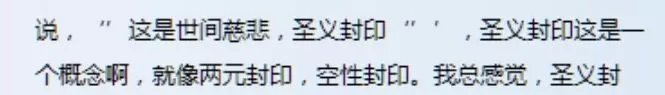 说，＂这是世间慈悲，圣义封印＂＇，圣义封印这是一
个概念啊，就像两元封印，空性封印。我总感觉，圣义封